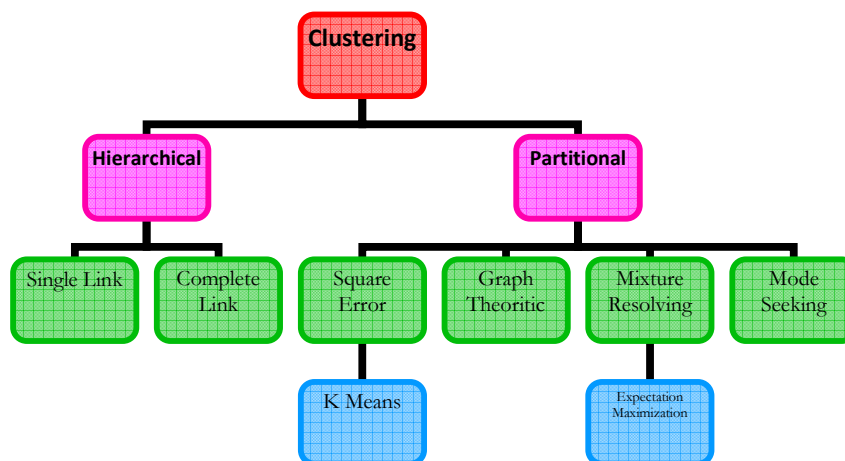 Clustering
Hierarchical
Partitional
Single Link
Complete
Link
Square
Error
Graph
Theoritic
Mixture
Resolving
Mode
Seeking
K Means
Expectation
Maximization